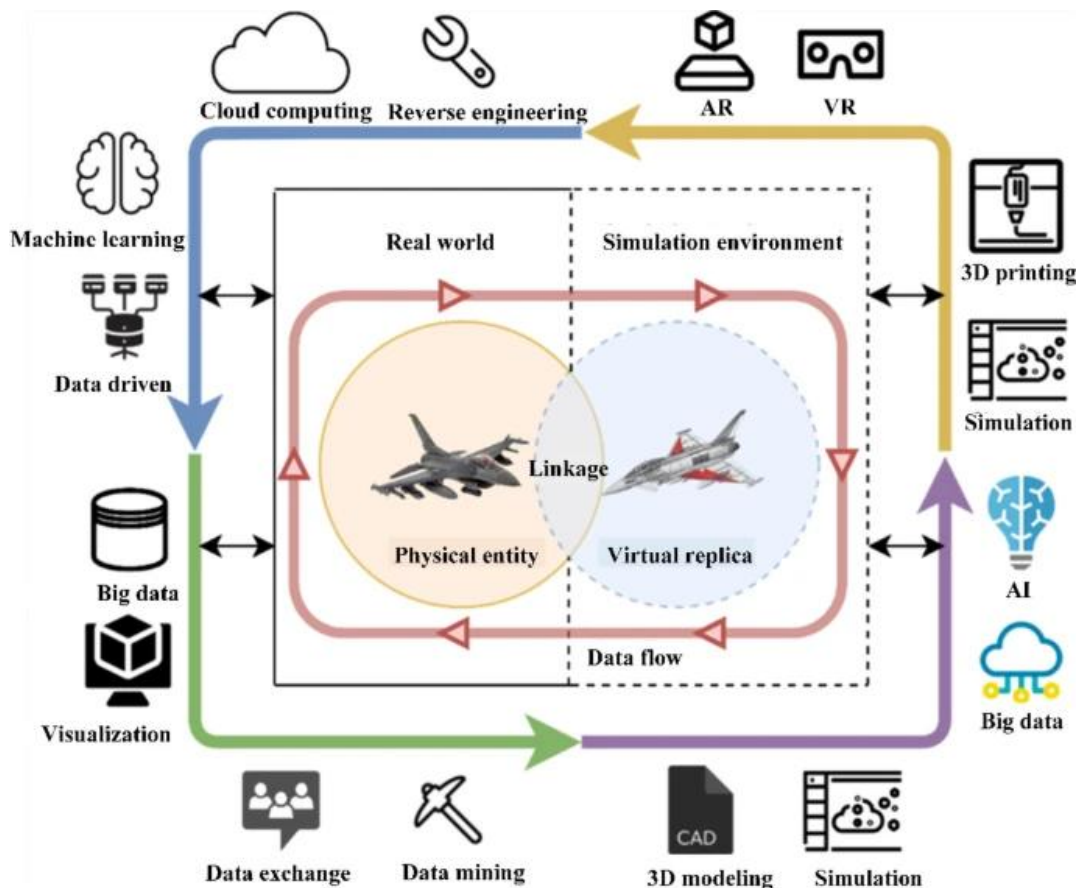 Cloud computing
Reverse engineering
AR
VR
Machine learning
Real world
Simulation environment
3D printing
Data driven
Simulation
Linkage
Physical entity
Virtual replica
Big data
AI
Data flow
Visualization
Big data
CAD
Data exchange
Data mining
3D modeling
Simulation